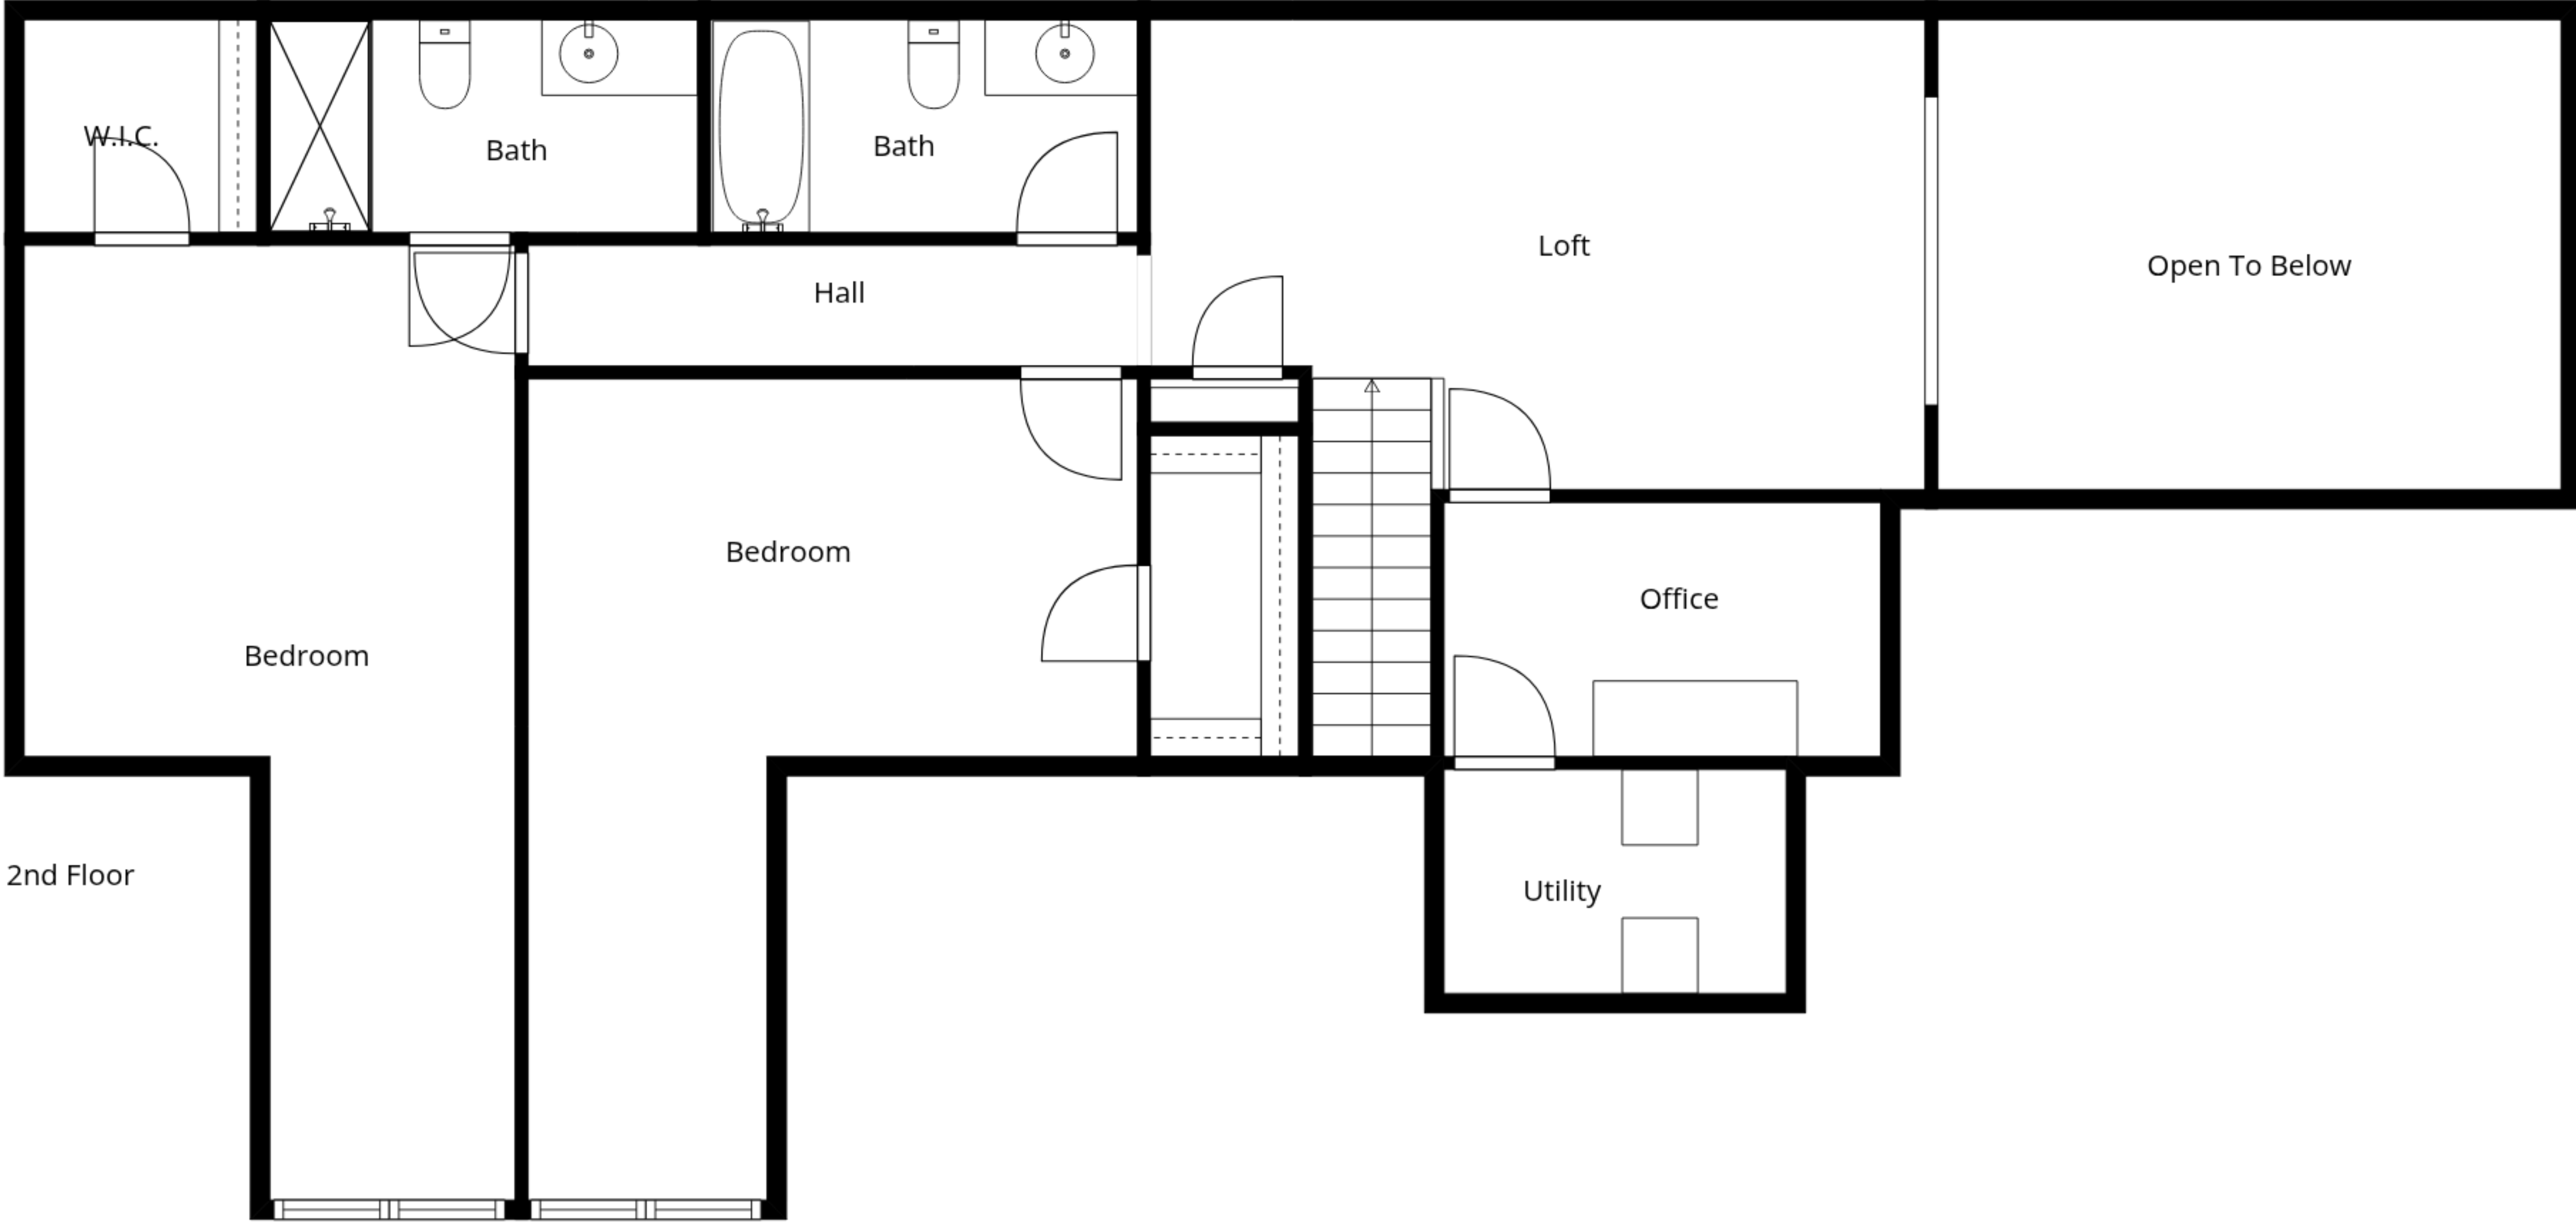 W.I.C.
Bath
Bath
Loft
Open To Below
Hall
Bedroom
Office
Bedroom
2nd Floor
Utility